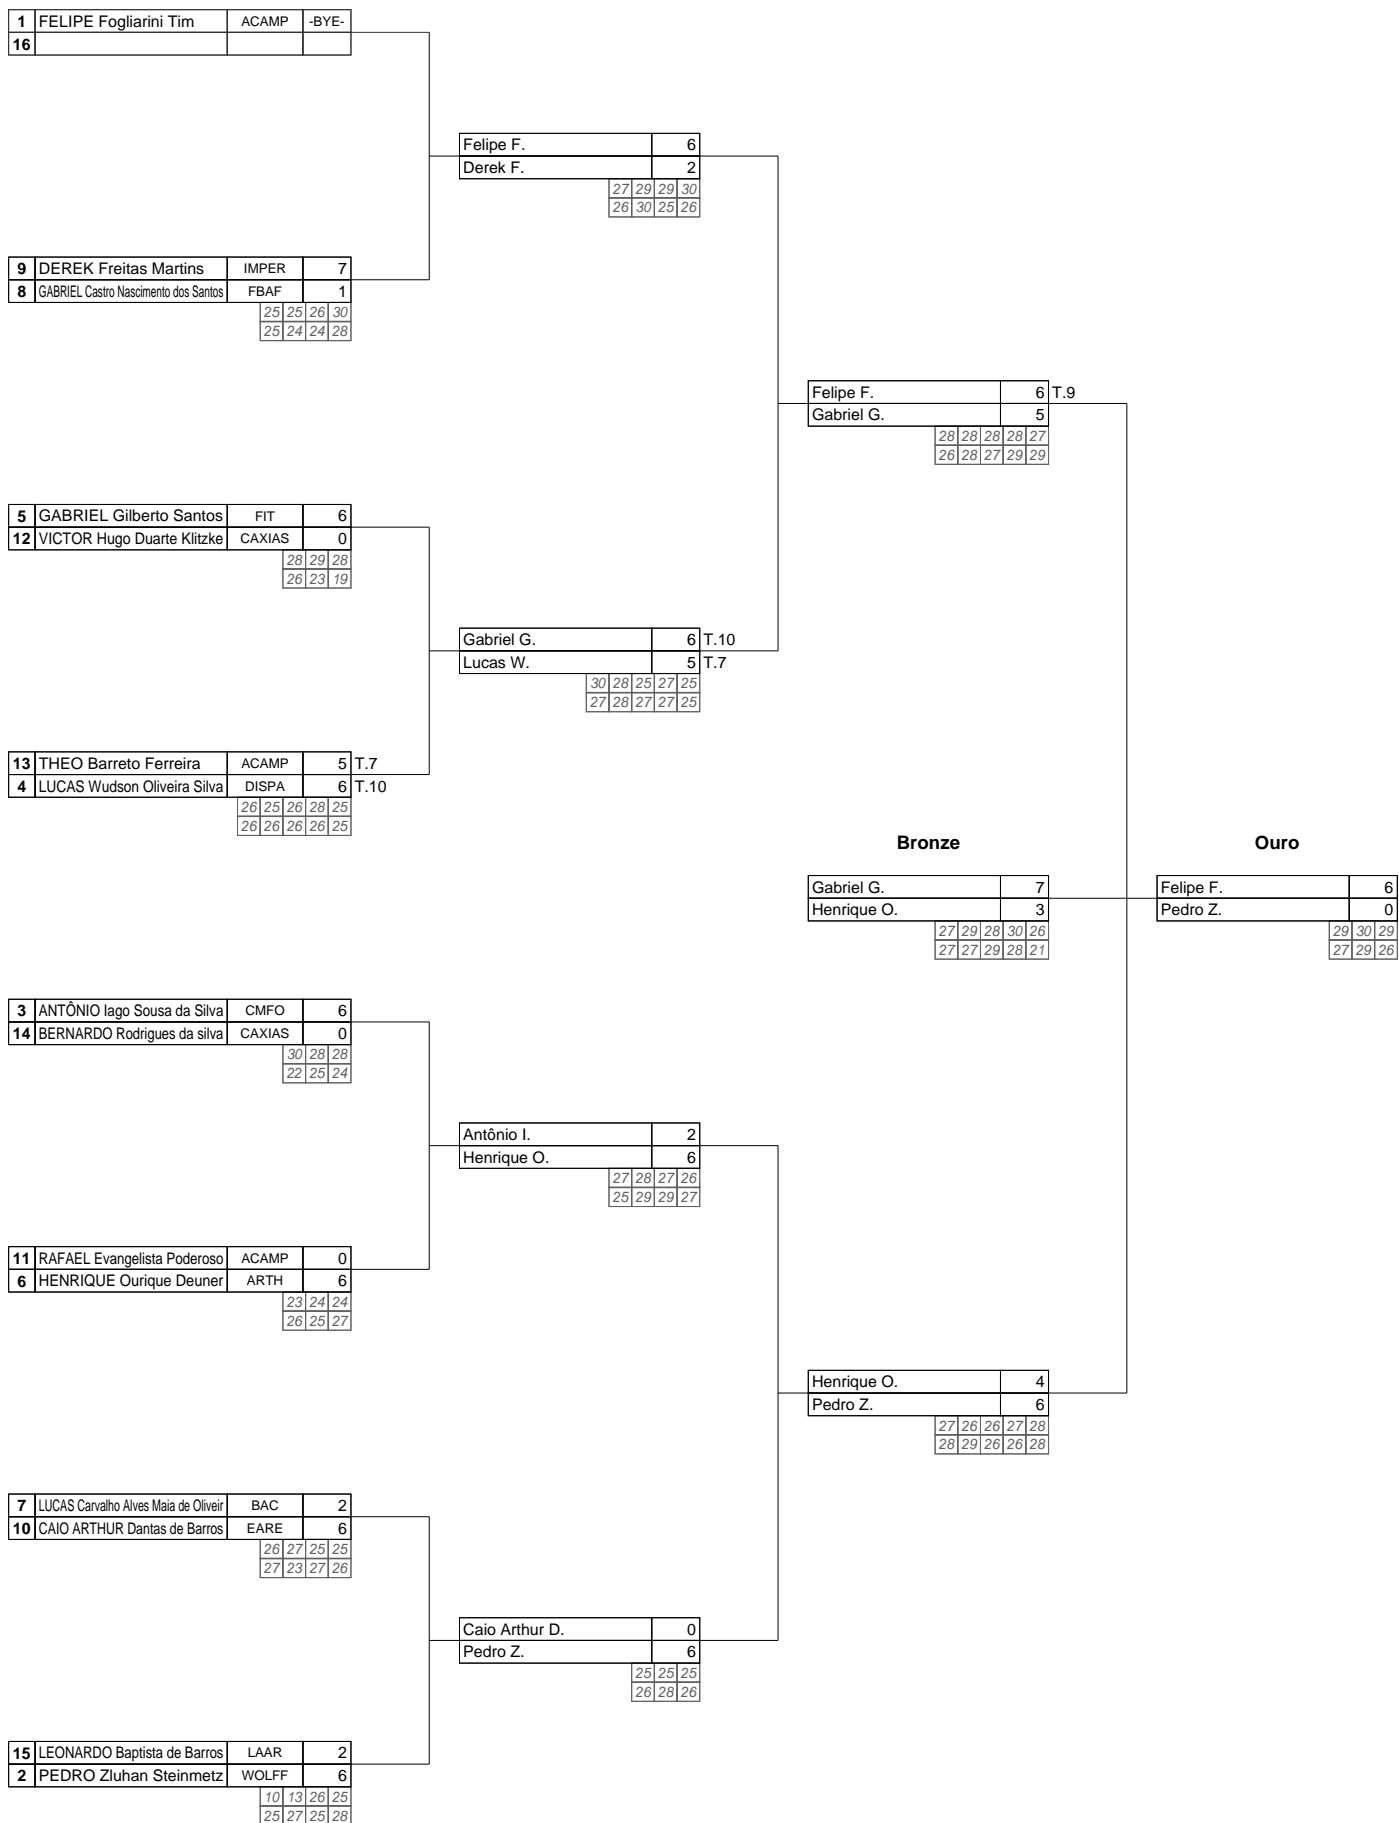 1 FELIPE Fogliarini Tim ACAMP -BYE-
16
Felipe F. 6
Derek F. 2
27 29 29 30
26 30 25 26
9 DEREK Freitas Martins IMPER 7
8 GABRIEL Castro Nascimento dos Santos FBAF 1
25 25 26 30
25 24 24 28
Felipe F. 6 T.9
Gabriel G. 5
28 28 28 28 27
26 28 27 29 29
5 GABRIEL Gilberto Santos FIT 6
12 VICTOR Hugo Duarte Klitzke CAXIAS 0
28 29 28
26 23 19
Gabriel G. 6 T.10
Lucas W. 5 T.7
30 28 25 27 25
27 28 27 27 25
13 THEO Barreto Ferreira ACAMP 5 T.7
4 LUCAS Wudson Oliveira Silva DISPA 6 T.10
26 25 26 28 25
26 26 26 26 25
Bronze Ouro
Gabriel G. 7 Felipe F. 6
Henrique O. 3 Pedro Z. 0
27 29 28 30 26 29 30 29
27 27 29 28 21 27 29 26
3 ANTÔNIO Iago Sousa da Silva CMFO 6
14 BERNARDO Rodrigues da silva CAXIAS 0
30 28 28
22 25 24
Antônio I. 2
Henrique O. 6
27 28 27 26
25 29 29 27
11 RAFAEL Evangelista Poderoso ACAMP 0
6 HENRIQUE Ourique Deuner ARTH 6
23 24 24
26 25 27
Henrique O. 4
Pedro Z. 6
27 26 26 27 28
28 29 26 26 28
7 LUCAS Carvalho Alves Maia de Oliveir BAC 2
10 CAIO ARTHUR Dantas de Barros EARE 6
26 27 25 25
27 23 27 26
Caio Arthur D. 0
Pedro Z. 6
25 25 25
26 28 26
15 LEONARDO Baptista de Barros LAAR 2
2 PEDRO Zluhan Steinmetz WOLFF 6
10 13 26 25
25 27 25 28